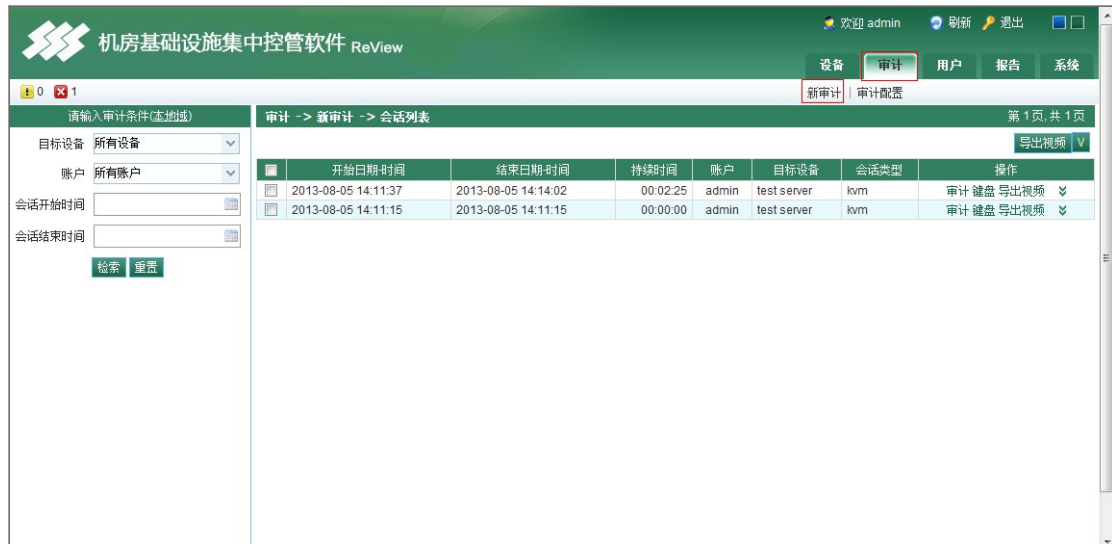 欢迎 admin 刷新 退出
机房基础设施集中控管软件 ReView
设备 审计 用户 报告 系统
0 1 新审计 | 审计配置
请输入审计条件(本地域)
目标设备 所有设备
账户 所有账户
会话开始时间
会话结束时间
检索 重置
审计 -> 新审计 -> 会话列表 第1页,共1页
导出视频 V
开始日期-时间 结束日期-时间 持续时间 账户 目标设备 会话类型 操作
2013-08-05 14:11:37 2013-08-05 14:14:02 00:02:25 admin test server kvm 审计 键盘 导出视频
2013-08-05 14:11:15 2013-08-05 14:11:15 00:00:00 admin test server kvm 审计 键盘 导出视频